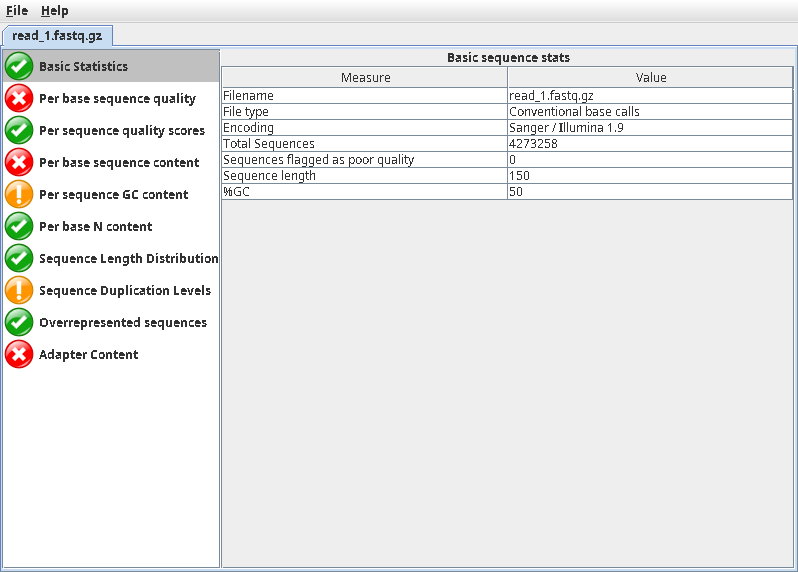 File Help
read_1.fastq.gz
Basic Statistics
Per base sequence quality
Per sequence quality scores
Per base sequence content
Per sequence GC content
Per base N content
Sequence Length Distribution
Sequence Duplication Levels
Overrepresented sequences
Adapter Content
Basic sequence stats
Measure Value
Filename read_1.fastq.gz
File type Conventional base calls
Encoding Sanger / Illumina 1.9
Total Sequences 4273258
Sequences flagged as poor quality 0
Sequence length 150
%GC 50